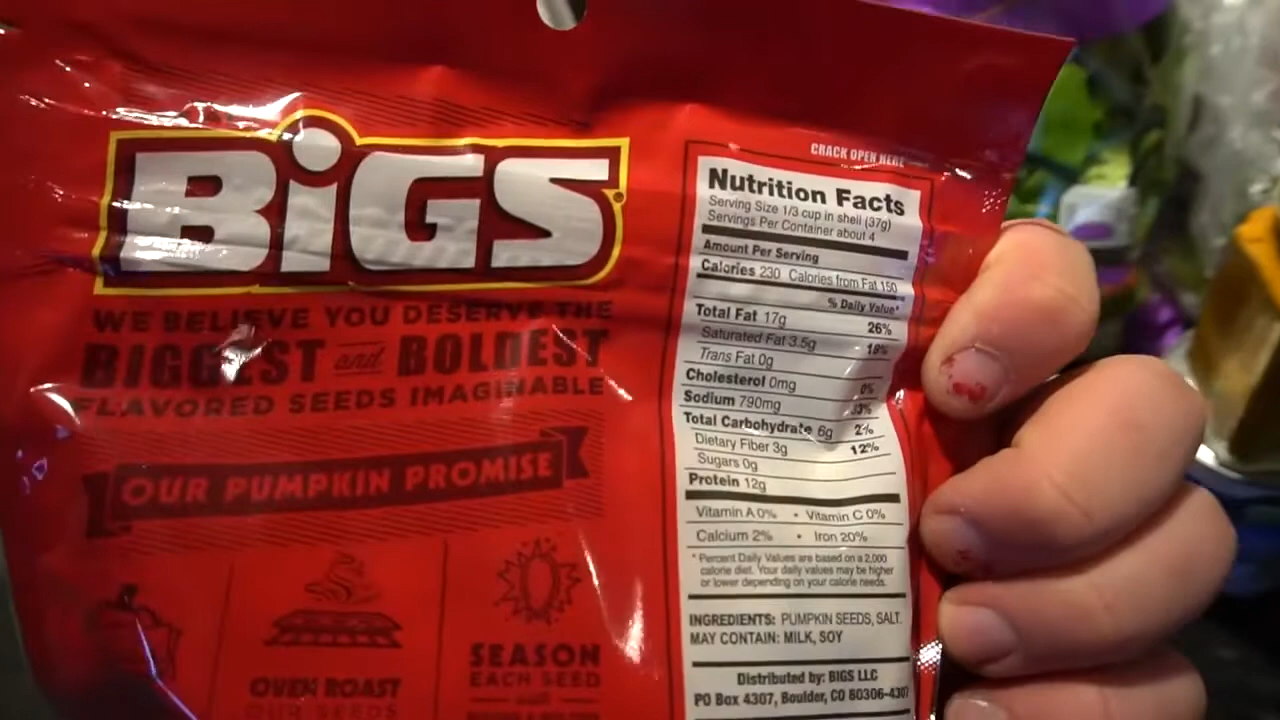 BiGS
WE BELIEVE YOU DESERVE THE
BIGGEST and BOLDEST
FLAVORED SEEDS IMAGINABLE
OUR PUMPKIN PROMISE
OVEN ROAST
OUR SEEDS
SEASON
EACH SEED
CRACK OPEN HERE
Nutrition Facts
Serving Size 1/3 cup in shell (37g)
Servings Per Container about 4
Amount Per Serving
Calories 230 Calories from Fat 150
% Daily Value*
Total Fat 17g 26%
Saturated Fat 3.5g 18%
Trans Fat 0g
Cholesterol 0mg 0%
Sodium 790mg 33%
Total Carbohydrate 6g 2%
Dietary Fiber 3g 12%
Sugars 0g
Protein 12g
Vitamin A 0% • Vitamin C 0%
Calcium 2% • Iron 20%
* Percent Daily Values are based on a 2,000
calorie diet. Your daily values may be higher
or lower depending on your calorie needs.
INGREDIENTS: PUMPKIN SEEDS, SALT.
MAY CONTAIN: MILK, SOY
Distributed by: BIGS LLC
PO Box 4307, Boulder, CO 80306-4307